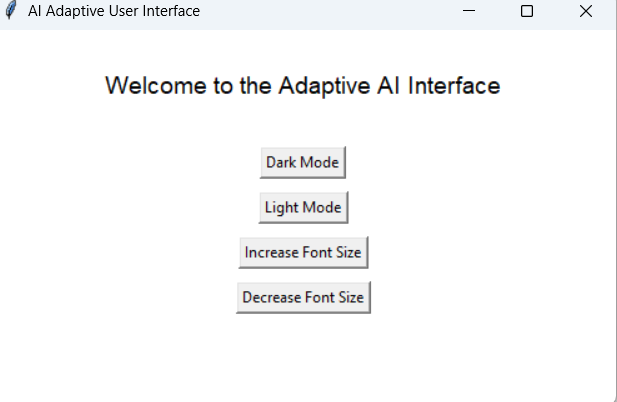 AI Adaptive User Interface
Welcome to the Adaptive AI Interface
Dark Mode
Light Mode
Increase Font Size
Decrease Font Size